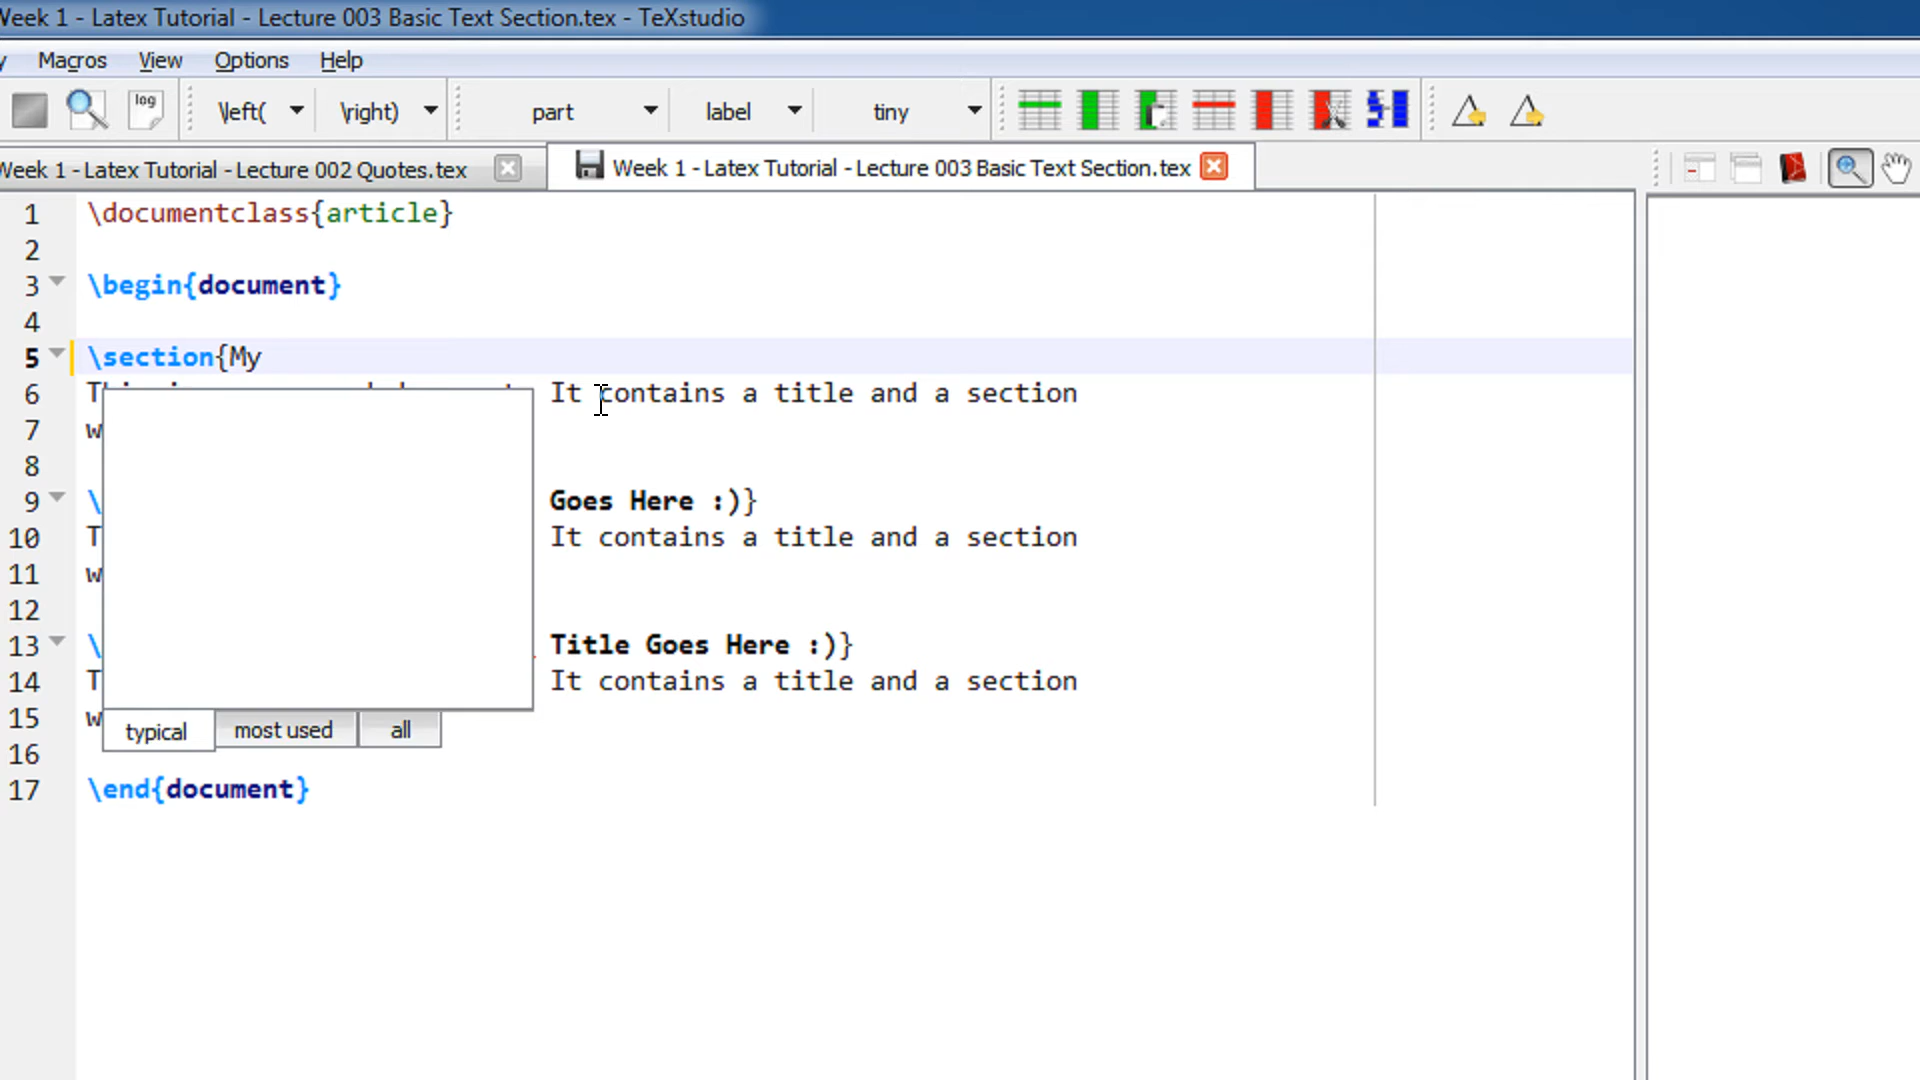 Week 1 - Latex Tutorial - Lecture 003 Basic Text Section.tex - TeXstudio
Macros View Options Help
log \left( \right) part label tiny
Week 1 - Latex Tutorial - Lecture 002 Quotes.tex Week 1 - Latex Tutorial - Lecture 003 Basic Text Section.tex
1 \documentclass{article}
2
3 \begin{document}
4
5 \section{My
6 It contains a title and a section
7 w
8
9 \ Goes Here :)}
10 T It contains a title and a section
11 w
12
13 \ Title Goes Here :)}
14 T It contains a title and a section
15 w
typical most used all
16
17 \end{document}